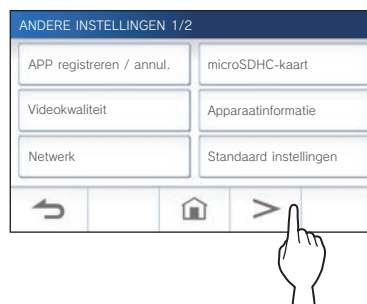 ANDERE INSTELLINGEN 1/2
APP registreren / annul.
microSDHC-kaart
Videokwaliteit
Apparaatinformatie
Netwerk
Standaard instellingen